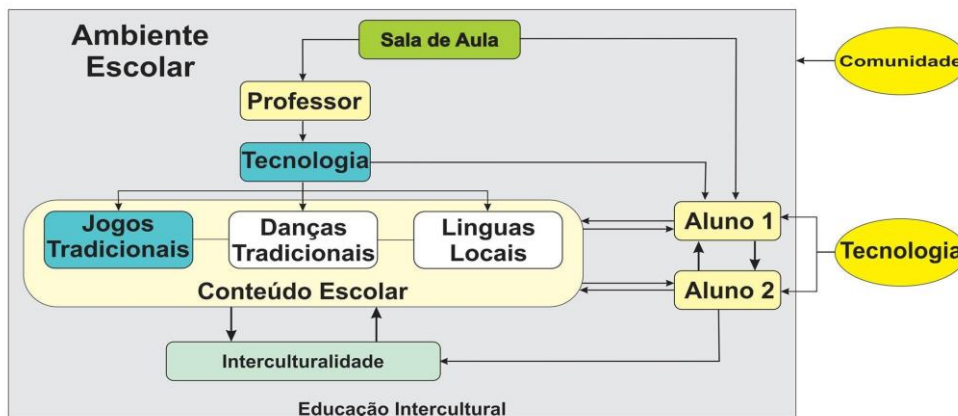 Ambiente
Escolar
Sala de Aula
Comunidade
Professor
Tecnologia
Jogos
Tradicionais
Danças
Tradicionais
Linguas
Locais
Conteúdo Escolar
Aluno 1
Aluno 2
Tecnologia
Interculturalidade
Educação Intercultural